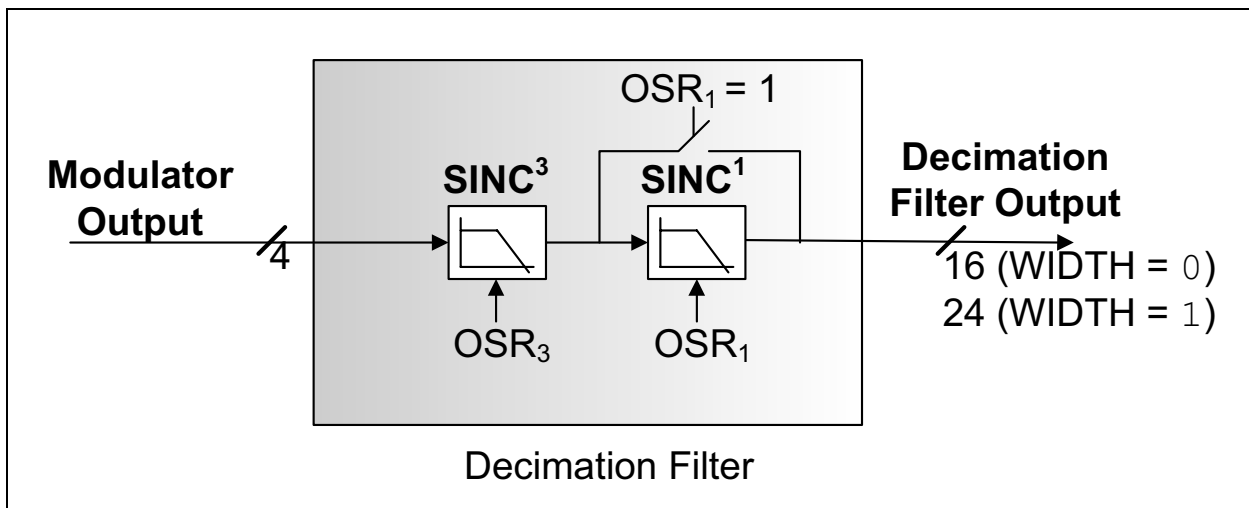 OSR₁ = 1
Modulator
Output
4
SINC³
SINC¹
OSR₃
OSR₁
Decimation
Filter Output
16 (WIDTH = 0)
24 (WIDTH = 1)
Decimation Filter